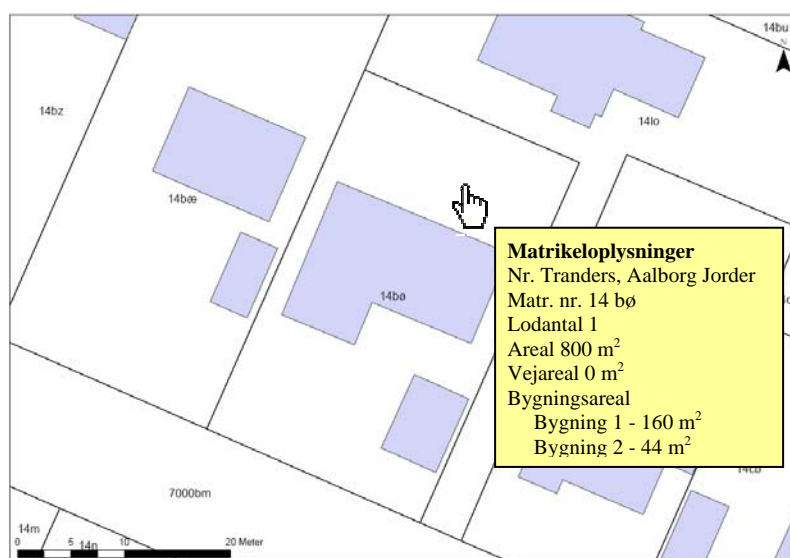 14bu
N
14bz
14lo
14bæ
Matrikeloplysninger
Nr. Tranders, Aalborg Jorder
Matr. nr. 14 bø
Lodantal 1
Areal 800 m²
Vejareal 0 m²
Bygningsareal
Bygning 1 - 160 m²
Bygning 2 - 44 m²
14bø
7000bm
14m
0 5 10 20 Meter